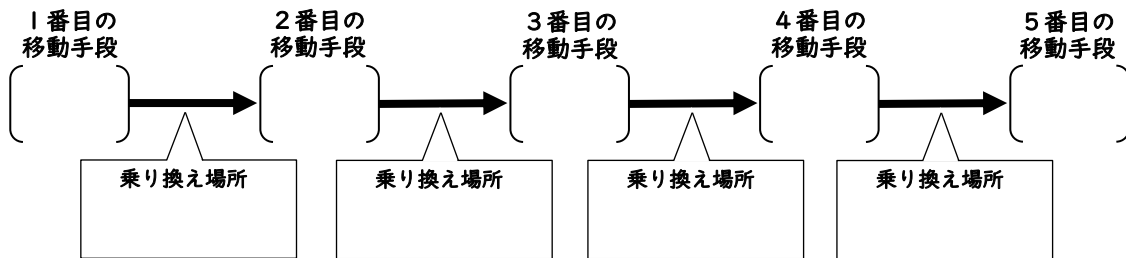 1番目の
移動手段
2番目の
移動手段
3番目の
移動手段
4番目の
移動手段
5番目の
移動手段
乗り換え場所
乗り換え場所
乗り換え場所
乗り換え場所